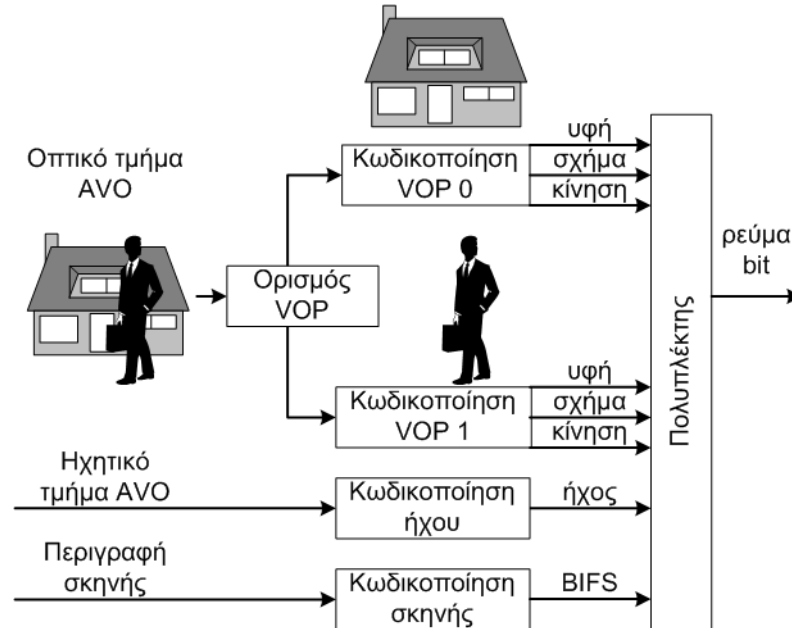 Οπτικό τμήμα
AVO
Ορισμός
VOP
Κωδικοποίηση
VOP 0
υφή
σχήμα
κίνηση
Κωδικοποίηση
VOP 1
υφή
σχήμα
κίνηση
Ηχητικό
τμήμα AVO
Κωδικοποίηση
ήχου
ήχος
Περιγραφή
σκηνής
Κωδικοποίηση
σκηνής
BIFS
Πολυπλέκτης
ρεύμα
bit